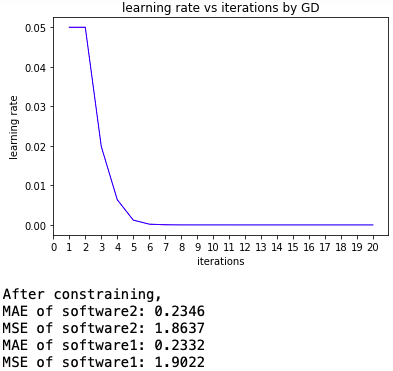 learning rate vs iterations by GD
0.05
0.04
0.03
0.02
0.01
0.00
learning rate
0 1 2 3 4 5 6 7 8 9 10 11 12 13 14 15 16 17 18 19 20
iterations
After constraining,
MAE of software2: 0.2346
MSE of software2: 1.8637
MAE of software1: 0.2332
MSE of software1: 1.9022